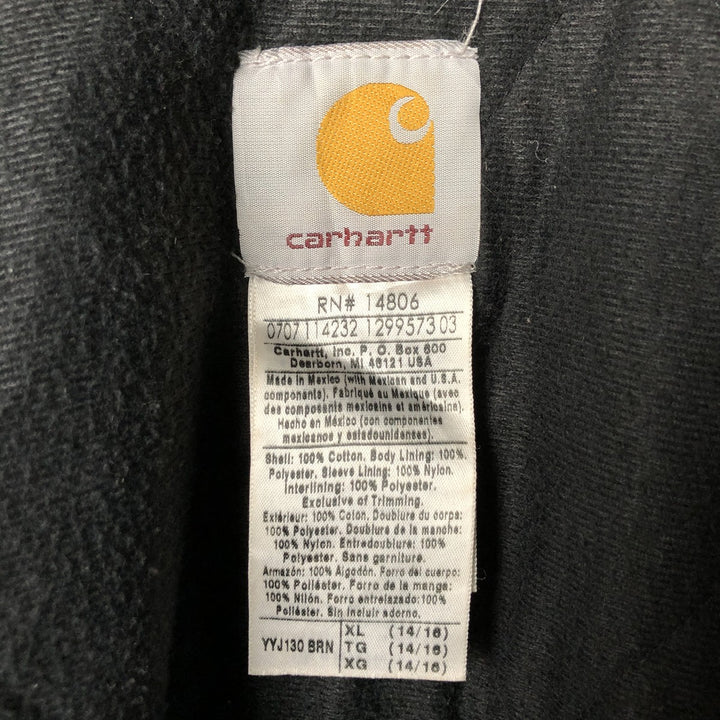 carhartt
RN# 14806
0707114232 1299573 03
Carhartt, Inc. P. O. Box 600
Dearborn, MI 48121 USA
Made in Mexico (with Mexican and U.S.A.
components). Fabriqué au Mexique (avec
des composants mexicains et américains).
Hecho en México (con componentes
mexicanos y estadounidenses).
Shell: 100% Cotton. Body Lining: 100%
Polyester. Sleeve Lining: 100% Nylon.
Interlining: 100% Polyester.
Exclusive of Trimming.
Extérieur: 100% Coton. Doublure du corps:
100% Polyester. Doublure de la manche:
100% Nylon. Entredoublure: 100%
Polyester. Sans garniture.
Armazón: 100% Algodón. Forro del cuerpo:
100% Poliéster. Forro de la manga:
100% Nilón. Forro entrelazado: 100%
Poliéster. Sin incluir adorno.
YYJ130 BRN
XL (14/16)
TG (14/16)
XG (14/16)